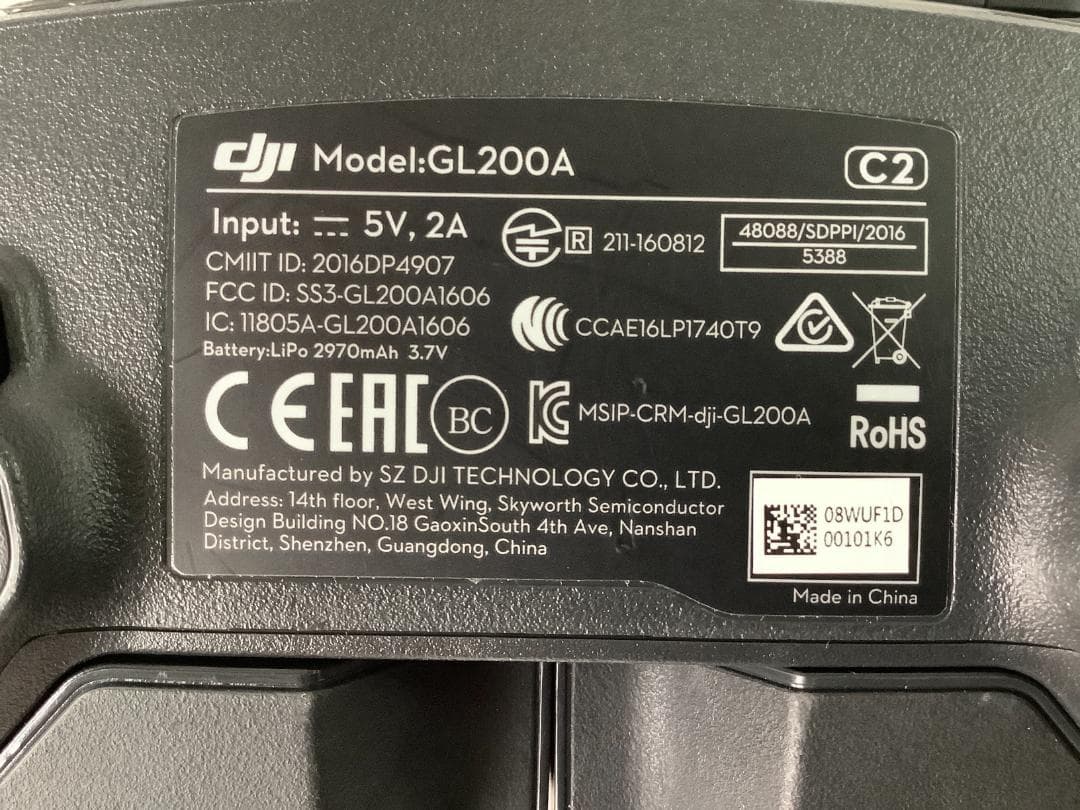 dji Model:GL200A
C2
Input: 5V, 2A
R 211-160812
48088/SDPPI/2016
5388
CMIIT ID: 2016DP4907
FCC ID: SS3-GL200A1606
IC: 11805A-GL200A1606
Battery:LiPo 2970mAh 3.7V
CCAE16LP1740T9
CE EAC BC
MSIP-CRM-dji-GL200A
RoHS
Manufactured by SZ DJI TECHNOLOGY CO., LTD.
Address: 14th floor, West Wing, Skyworth Semiconductor
Design Building NO.18 GaoxinSouth 4th Ave, Nanshan
District, Shenzhen, Guangdong, China
08WUF1D
00101K6
Made in China